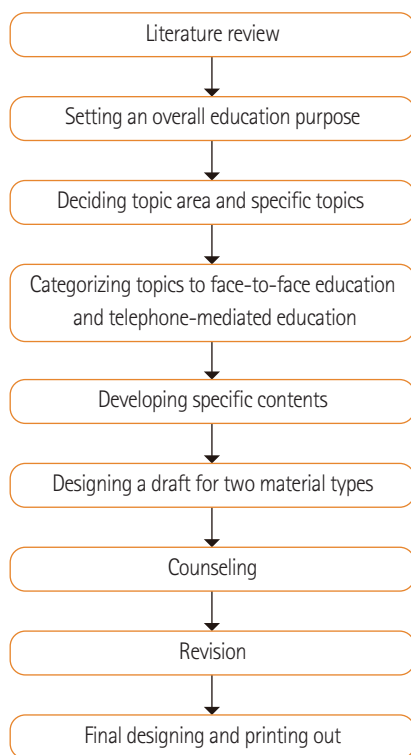 Literature review
Setting an overall education purpose
Deciding topic area and specific topics
Categorizing topics to face-to-face education
and telephone-mediated education
Developing specific contents
Designing a draft for two material types
Counseling
Revision
Final designing and printing out